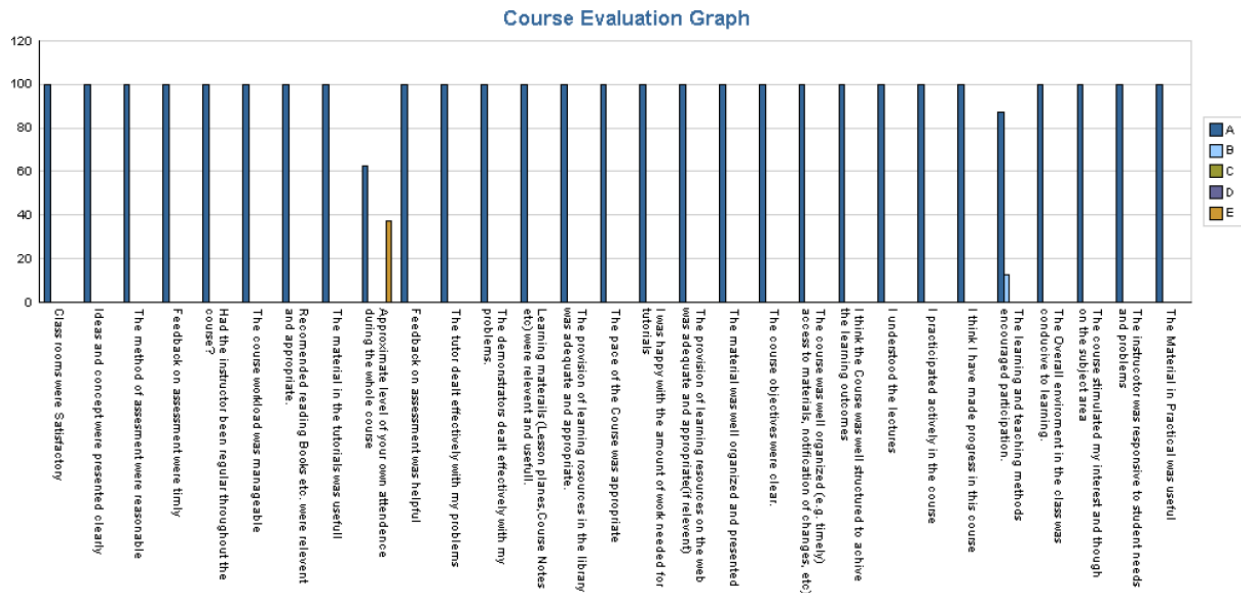 Course Evaluation Graph
120
100
80
60
40
20
0
A
B
C
D
E
Class rooms were Satisfactory
Ideas and concept were presented clearly
The method of assesment were reasonable
Feedback on assessment were timly
Had the instructor been regular throughout the
course?
The course workload was manageable
Recomended reading Books etc. were relevent
and appropriate.
The material in the tutorials was usefull
Approximate level of your own attendence
during the whole course
Feedback on assessment was helpful
The tutor dealt effectively with my problems
The demonstrators dealt effectively with my
problems.
Learning materails(Lesson planes,Course Notes
etc) were relevent and usefull.
The provision of learning rosources in the library
was adequate and appropriate.
The pace of the Course was appropriate
I was happy with the amount of work needed for
tutorials
The provision of learning resources on the web
was adequate and appropriate(if relevent)
The material was well organized and presented
The course objectives were clear.
The course was well organized (e.g. timely)
access to materials, notification of changes, etc)
I think the Course was well structured to achive
the learning outcomes
I understood the lectures
I practicipated actively in the course
I think I have made progress in this course
The learning and teaching methods
encouraged participation.
The Overall enviroment in the class was
conducive to learning.
The course stimulated my interest and though
on the subject area
The instrucotor was responsive to student needs
and problems
The Material in Practical was useful